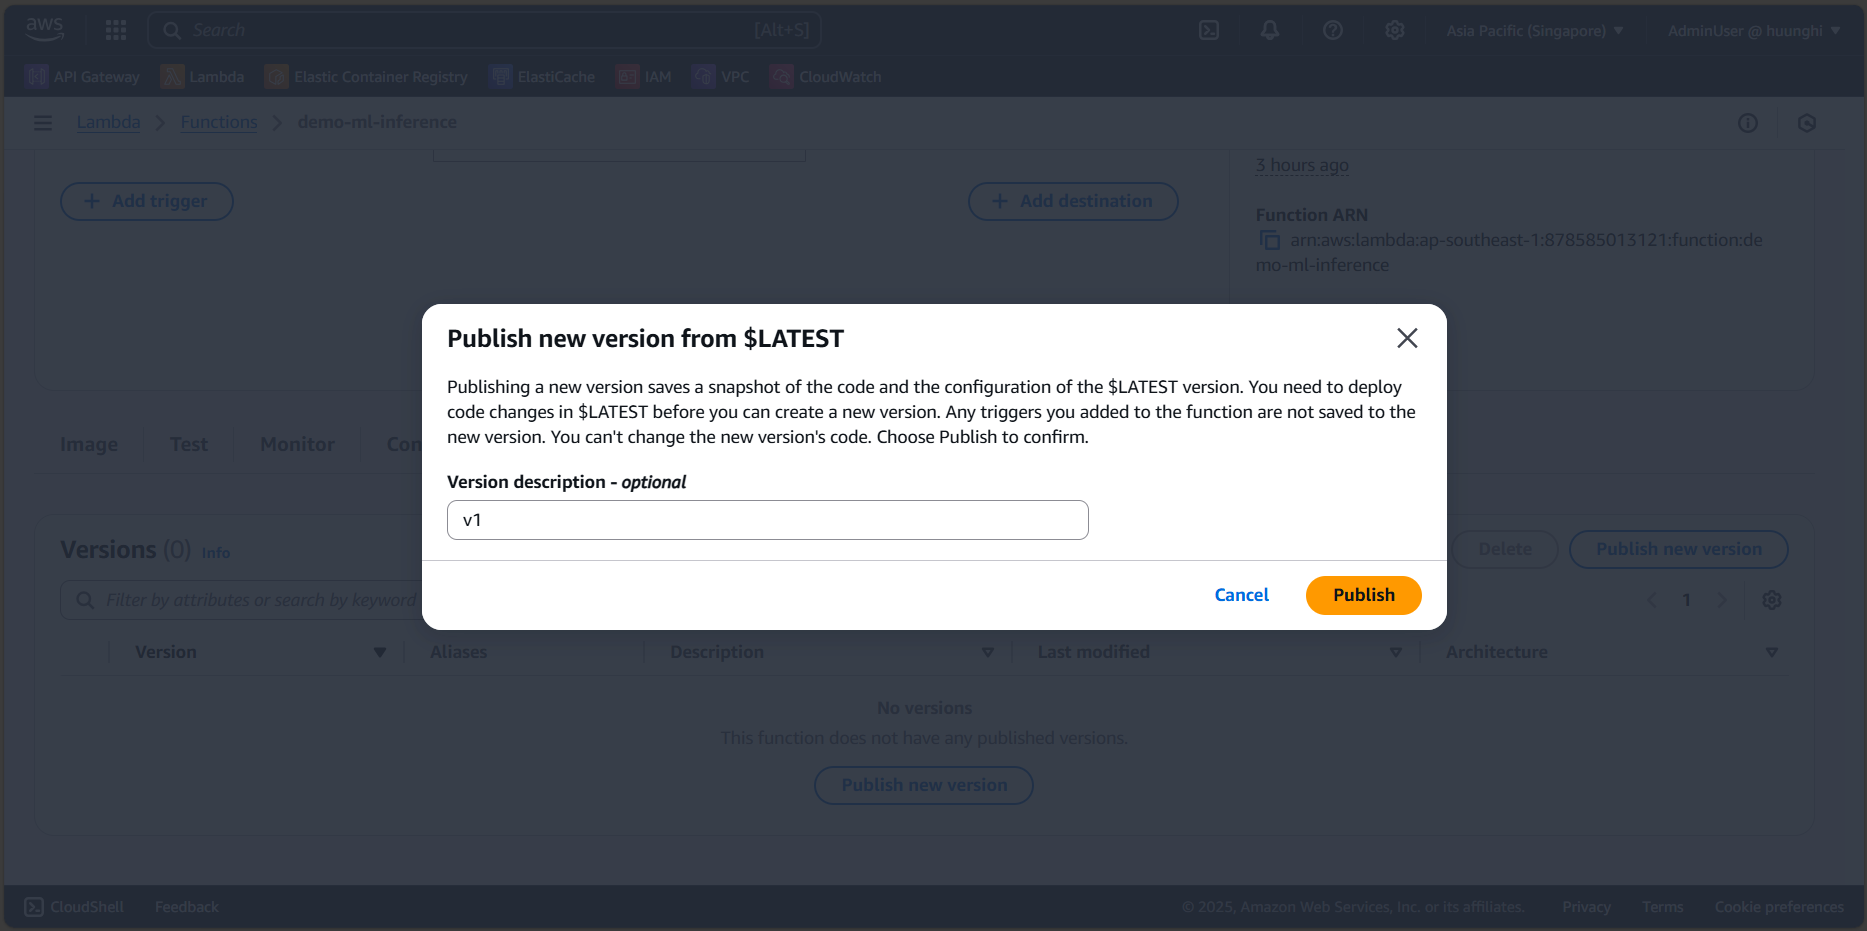 aws
Search
[Alt+S]
Asia Pacific (Singapore)
AdminUser @ huunghi
API Gateway
Lambda
Elastic Container Registry
ElastiCache
IAM
VPC
CloudWatch
Lambda
Functions
demo-ml-inference
3 hours ago
Add trigger
Add destination
Function ARN
arn:aws:lambda:ap-southeast-1:878585013121:function:de
mo-ml-inference
Publish new version from $LATEST
Publishing a new version saves a snapshot of the code and the configuration of the $LATEST version. You need to deploy
code changes in $LATEST before you can create a new version. Any triggers you added to the function are not saved to the
new version. You can't change the new version's code. Choose Publish to confirm.
Version description - optional
v1
Cancel
Publish
Image
Test
Monitor
Con
Versions (0) Info
Delete
Publish new version
Filter by attributes or search by keyword
1
Version
Aliases
Description
Last modified
Architecture
No versions
This function does not have any published versions.
Publish new version
CloudShell
Feedback
© 2025, Amazon Web Services, Inc. or its affiliates.
Privacy
Terms
Cookie preferences